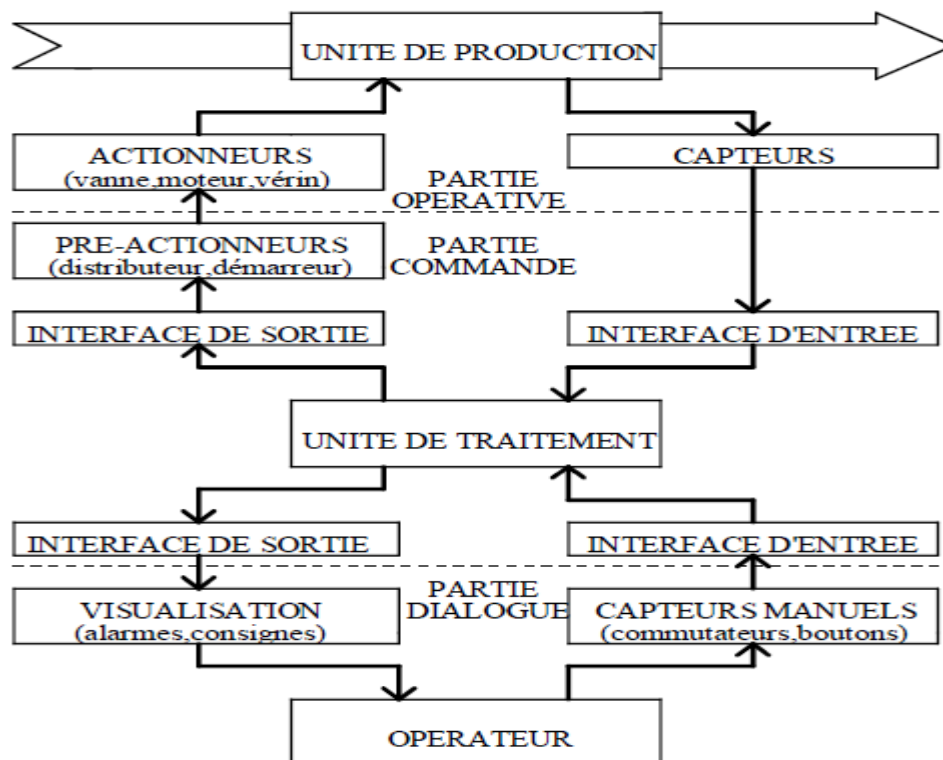 UNITE DE PRODUCTION
ACTIONNEURS
(vanne,moteur,vérin)
CAPTEURS
PARTIE
OPERATIVE
PRE-ACTIONNEURS
(distributeur,démarreur)
PARTIE
COMMANDE
INTERFACE DE SORTIE
INTERFACE D'ENTREE
UNITE DE TRAITEMENT
INTERFACE DE SORTIE
INTERFACE D'ENTREE
PARTIE
DIALOGUE
VISUALISATION
(alarmes,consignes)
CAPTEURS MANUELS
(commutateurs,boutons)
OPERATEUR